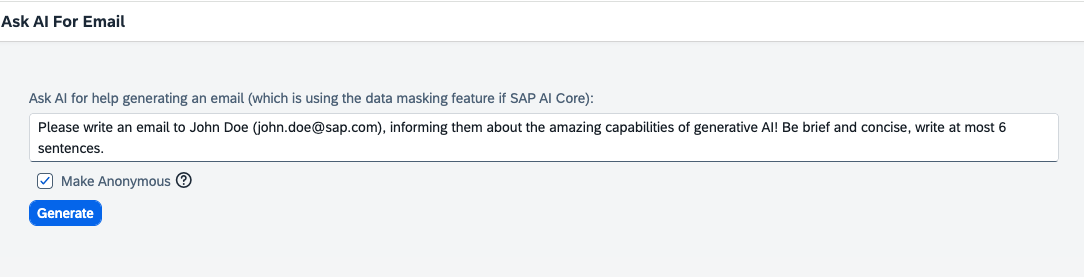 Ask AI For Email
Ask AI for help generating an email (which is using the data masking feature if SAP AI Core):
Please write an email to John Doe (john.doe@sap.com), informing them about the amazing capabilities of generative AI! Be brief and concise, write at most 6
sentences.
Make Anonymous ?
Generate